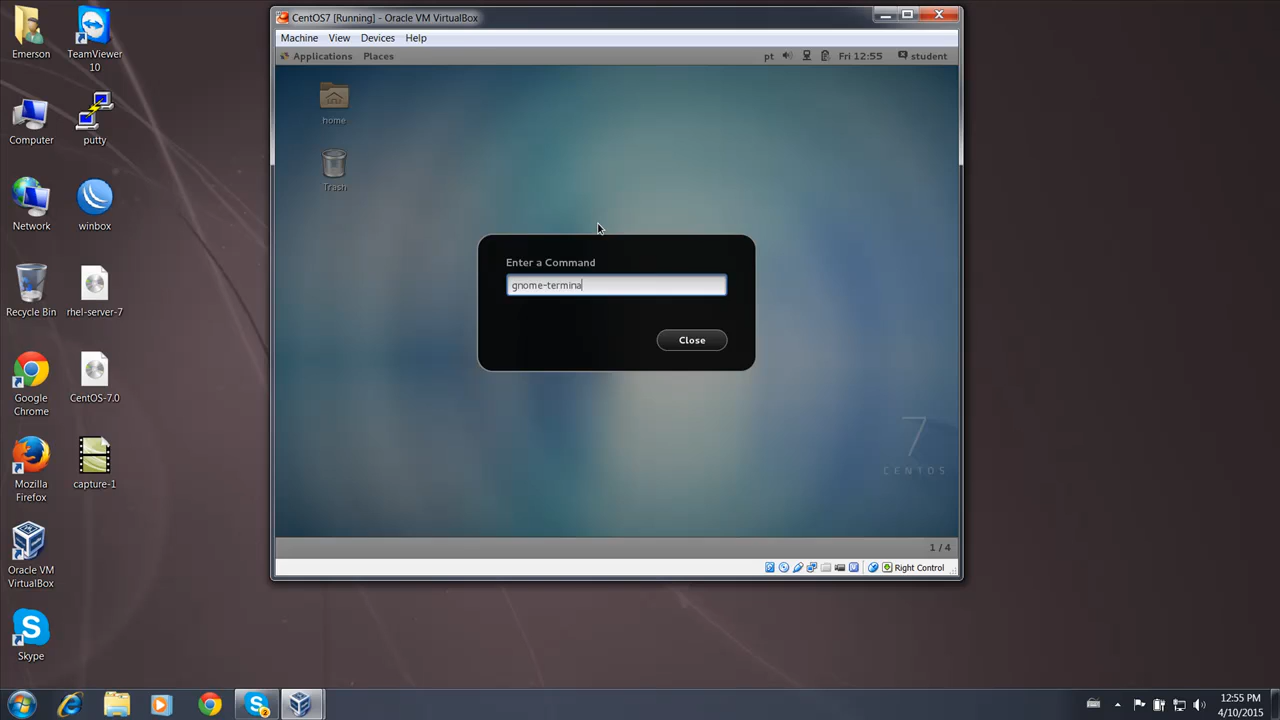 CentOS7 [Running] - Oracle VM VirtualBox
Machine View Devices Help
Applications Places pt Fri 12:55 student
home
Trash
Enter a Command
gnome-termina
Close
7
CENTOS
1 / 4
Right Control
Emerson
TeamViewer
10
Computer
putty
Network
winbox
Recycle Bin
rhel-server-7
Google
Chrome
CentOS-7.0
Mozilla
Firefox
capture-1
Oracle VM
VirtualBox
Skype
2
12:55 PM
4/10/2015